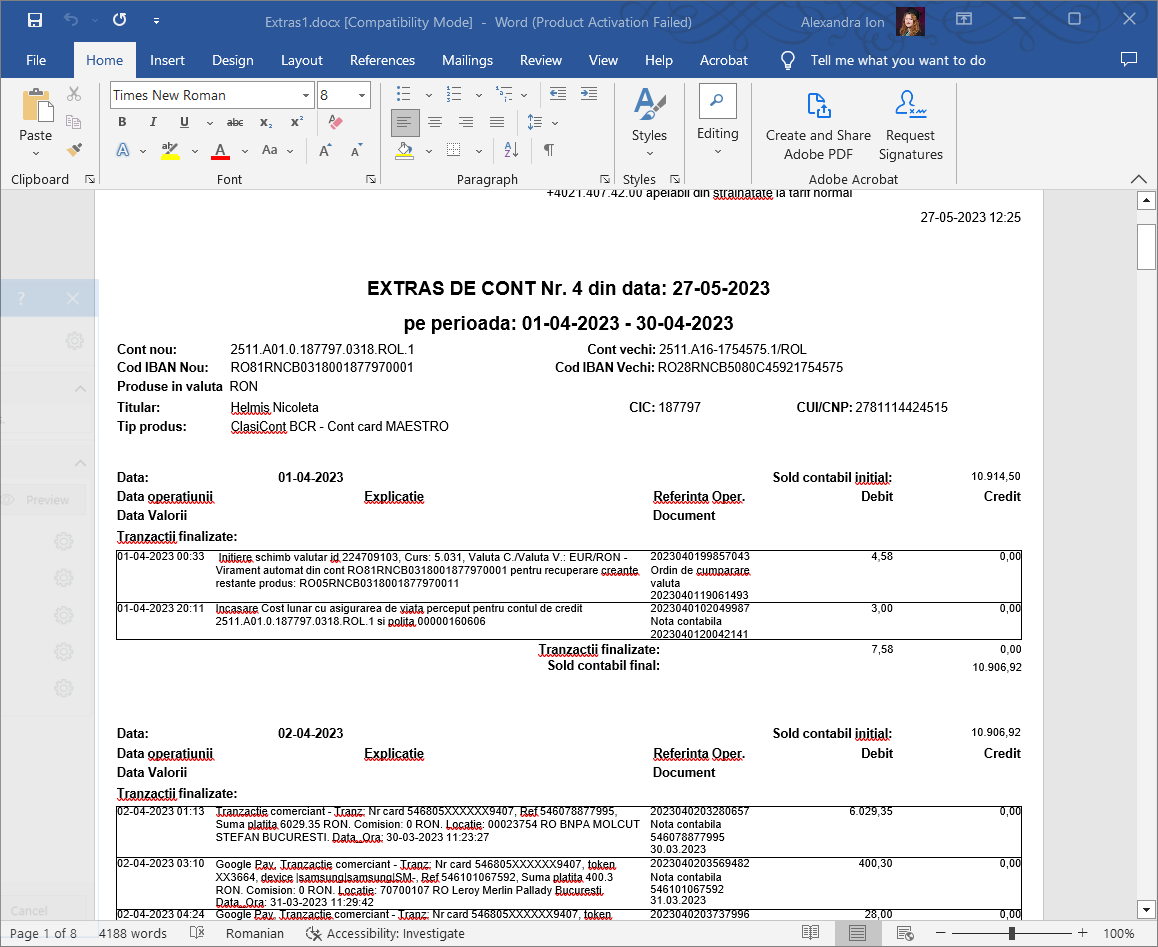 Extras1.docx [Compatibility Mode] - Word (Product Activation Failed)
Alexandra Ion
File Home Insert Design Layout References Mailings Review View Help Acrobat Tell me what you want to do
Times New Roman 8
Paste
Styles
Editing
Create and Share Adobe PDF
Request Signatures
Clipboard Font Paragraph Styles Adobe Acrobat
+4021.407.42.00 apelabil din strainatate la tarif normal
27-05-2023 12:25
EXTRAS DE CONT Nr. 4 din data: 27-05-2023
pe perioada: 01-04-2023 - 30-04-2023
Cont nou: 2511.A01.0.187797.0318.ROL.1 Cont vechi: 2511.A16-1754575.1/ROL
Cod IBAN Nou: RO81RNCB0318001877970001 Cod IBAN Vechi: RO28RNCB5080C45921754575
Produse in valuta RON
Titular: Helmis Nicoleta CIC: 187797 CUI/CNP: 2781114424515
Tip produs: ClasiCont BCR - Cont card MAESTRO
Data: 01-04-2023 Sold contabil initial: 10.914,50
Data operatiunii Explicatie Referinta Oper. Debit Credit
Data Valorii Document
Tranzactii finalizate:
01-04-2023 00:33 Initiere schimb valutar id 224709103, Curs: 5.031, Valuta C./Valuta V.: EUR/RON - 2023040199857043 4,58 0,00
Virament automat din cont RO81RNCB0318001877970001 pentru recuperare creante Ordin de cumparare
restante produs: RO05RNCB0318001877970011 valuta
2023040119061493
01-04-2023 20:11 Incasare Cost lunar cu asigurarea de viata perceput pentru contul de credit 2023040102049987 3,00 0,00
2511.A01.0.187797.0318.ROL.1 si polita 00000160606 Nota contabila
2023040120042141
Tranzactii finalizate: 7,58 0,00
Sold contabil final: 10.906,92
Data: 02-04-2023 Sold contabil initial: 10.906,92
Data operatiunii Explicatie Referinta Oper. Debit Credit
Data Valorii Document
Tranzactii finalizate:
02-04-2023 01:13 Tranzactie comerciant - Tranz: Nr card 546805XXXXXX9407, Ref 546078877995, 2023040203280657 6.029,35 0,00
Suma platita 6029.35 RON. Comision: 0 RON. Locatie: 00023754 RO BNPA MOLCUT Nota contabila
STEFAN BUCURESTI. Data_Ora: 30-03-2023 11:23:27 546078877995
30.03.2023
02-04-2023 03:10 Google Pay. Tranzactie comerciant - Tranz: Nr card 546805XXXXXX9407, token 2023040203569482 400,30 0,00
XX3664, device |samsung|samsung|SM-, Ref 546101067592, Suma platita 400.3 Nota contabila
RON. Comision: 0 RON. Locatie: 70700107 RO Leroy Merlin Pallady Bucuresti. 546101067592
Data_Ora: 31-03-2023 11:29:42 31.03.2023
02-04-2023 04:24 Google Pay. Tranzactie comerciant - Tranz: Nr card 546805XXXXXX9407, token 2023040203737996 28,00 0,00
Preview
Cancel
Page 1 of 8 4188 words Romanian Accessibility: Investigate 100%